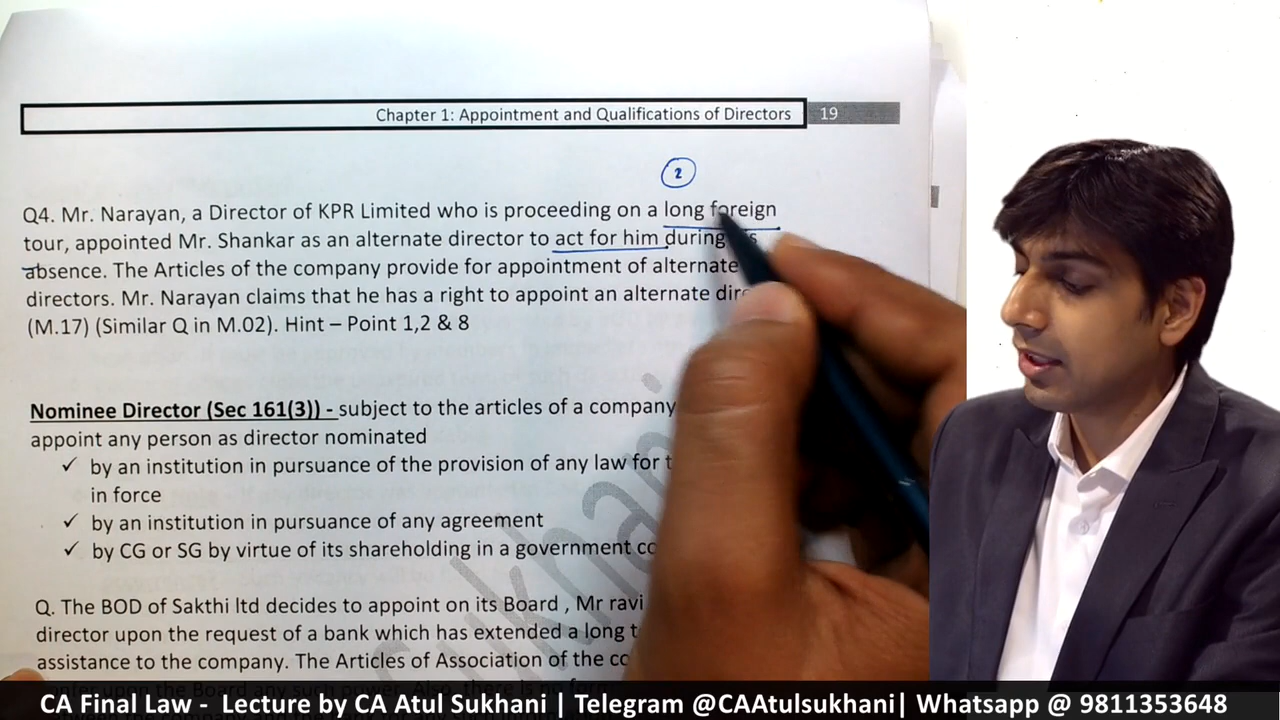 Chapter 1: Appointment and Qualifications of Directors 19
2
Q4. Mr. Narayan, a Director of KPR Limited who is proceeding on a long foreign
tour, appointed Mr. Shankar as an alternate director to act for him during
absence. The Articles of the company provide for appointment of alternate
directors. Mr. Narayan claims that he has a right to appoint an alternate
(M.17) (Similar Q in M.02). Hint – Point 1,2 & 8
Nominee Director (Sec 161(3)) - subject to the articles of a company
appoint any person as director nominated
✓ by an institution in pursuance of the provision of any law for
in force
✓ by an institution in pursuance of any agreement
✓ by CG or SG by virtue of its shareholding in a government
Q. The BOD of Sakthi ltd decides to appoint on its Board , Mr ravi
director upon the request of a bank which has extended a long
assistance to the company. The Articles of Association of the
Sukhani
CA Final Law - Lecture by CA Atul Sukhani | Telegram @CAAtulsukhani| Whatsapp @ 9811353648